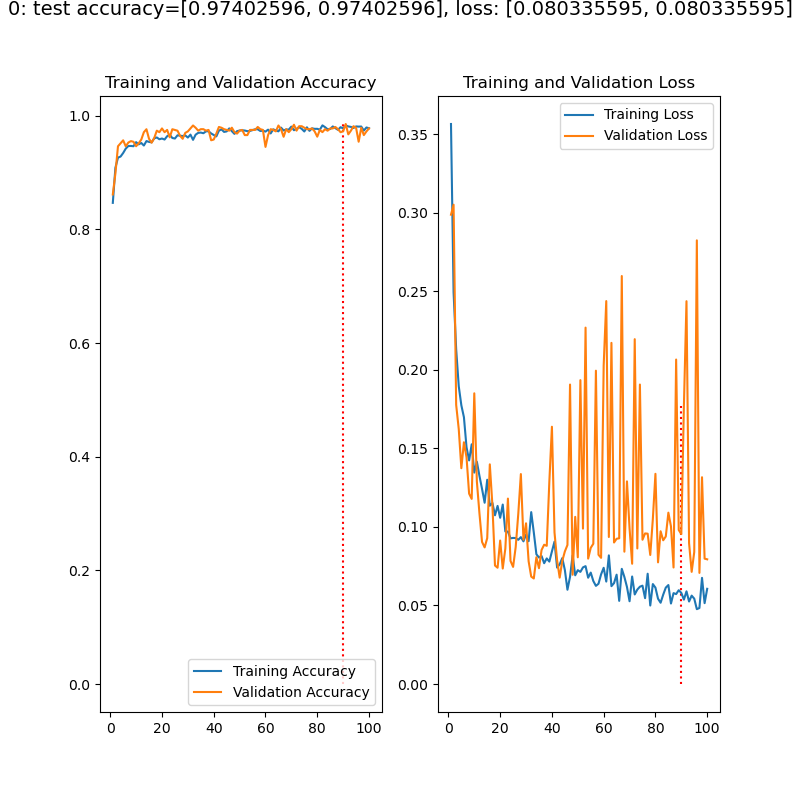 0: test accuracy=[0.97402596, 0.97402596], loss: [0.080335595, 0.080335595]
Training and Validation Accuracy
1.0
0.8
0.6
0.4
0.2
0.0
Training Accuracy
Validation Accuracy
0 20 40 60 80 100
Training and Validation Loss
Training Loss
Validation Loss
0.35
0.30
0.25
0.20
0.15
0.10
0.05
0.00
0 20 40 60 80 100